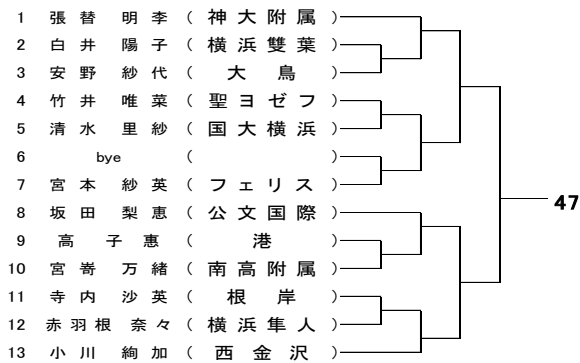 1 張替 明李 ( 神大附属 )
2 白井 陽子 ( 横浜雙葉 )
3 安野 紗代 ( 大鳥 )
4 竹井 唯菜 ( 聖ヨゼフ )
5 清水 里紗 ( 国大横浜 )
6 bye ( )
7 宮本 紗英 ( フェリス )
47
8 坂田 梨恵 ( 公文国際 )
9 高 子惠 ( 港 )
10 宮嵜 万緒 ( 南高附属 )
11 寺内 沙英 ( 根岸 )
12 赤羽根 奈々 ( 横浜隼人 )
13 小川 絢加 ( 西金沢 )